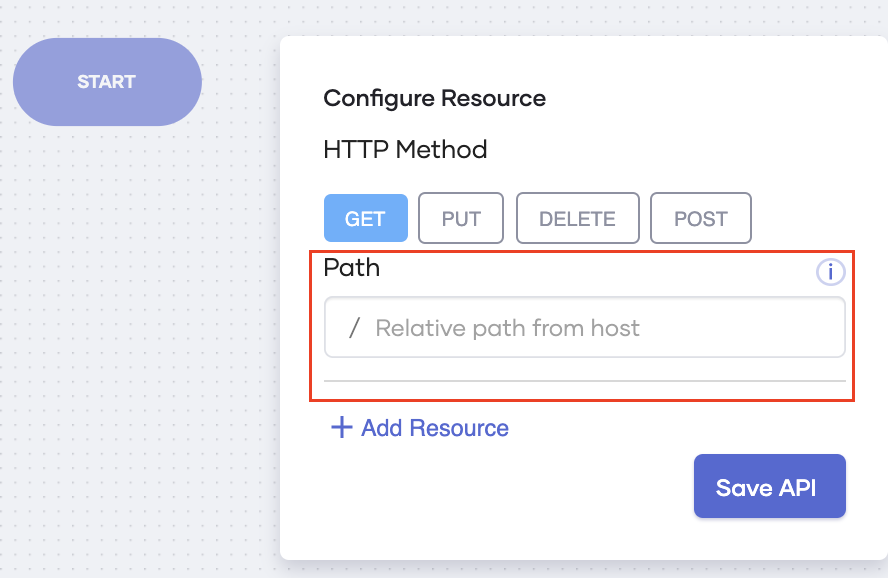 START
Configure Resource
HTTP Method
GET PUT DELETE POST
Path i
/ Relative path from host
+ Add Resource
Save API